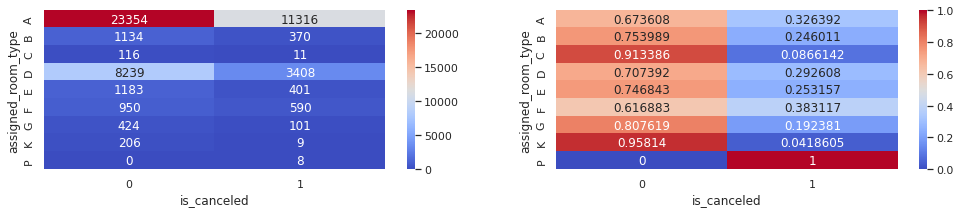 assigned_room_type
A
B
C
D
E
F
G
K
P
23354 11316
1134 370
116 11
8239 3408
1183 401
950 590
424 101
206 9
0 8
0 1
is_canceled
20000
15000
10000
5000
0
assigned_room_type
A
B
C
D
E
F
G
K
P
0.673608 0.326392
0.753989 0.246011
0.913386 0.0866142
0.707392 0.292608
0.746843 0.253157
0.616883 0.383117
0.807619 0.192381
0.95814 0.0418605
0 1
0 1
is_canceled
1.0
0.8
0.6
0.4
0.2
0.0